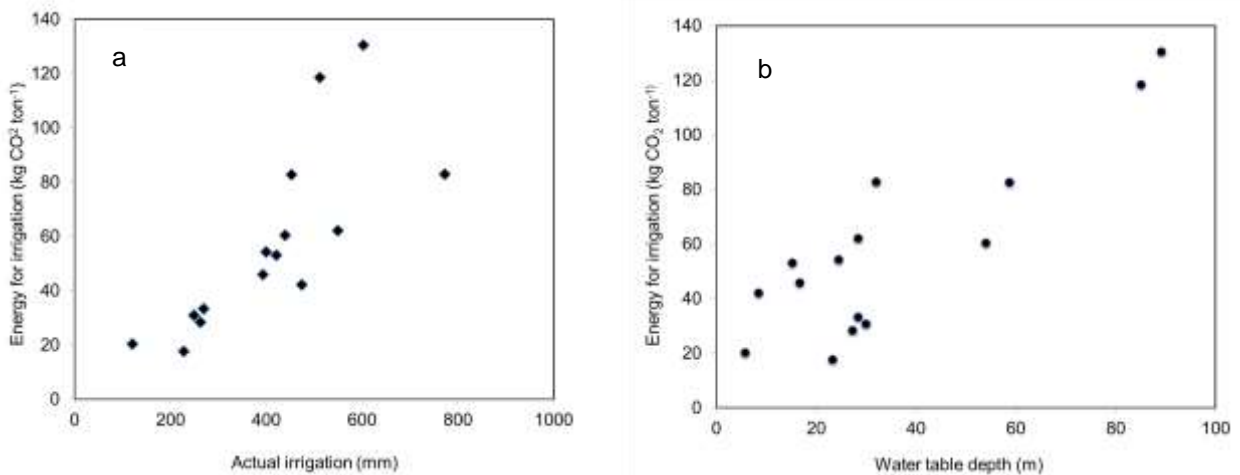 a
Energy for irrigation (kg CO² ton⁻¹)
140
120
100
80
60
40
20
0
0 200 400 600 800 1000
Actual irrigation (mm)
b
Energy for irrigation (kg CO₂ ton⁻¹⁾
140
120
100
80
60
40
20
0
0 20 40 60 80 100
Water table depth (m)